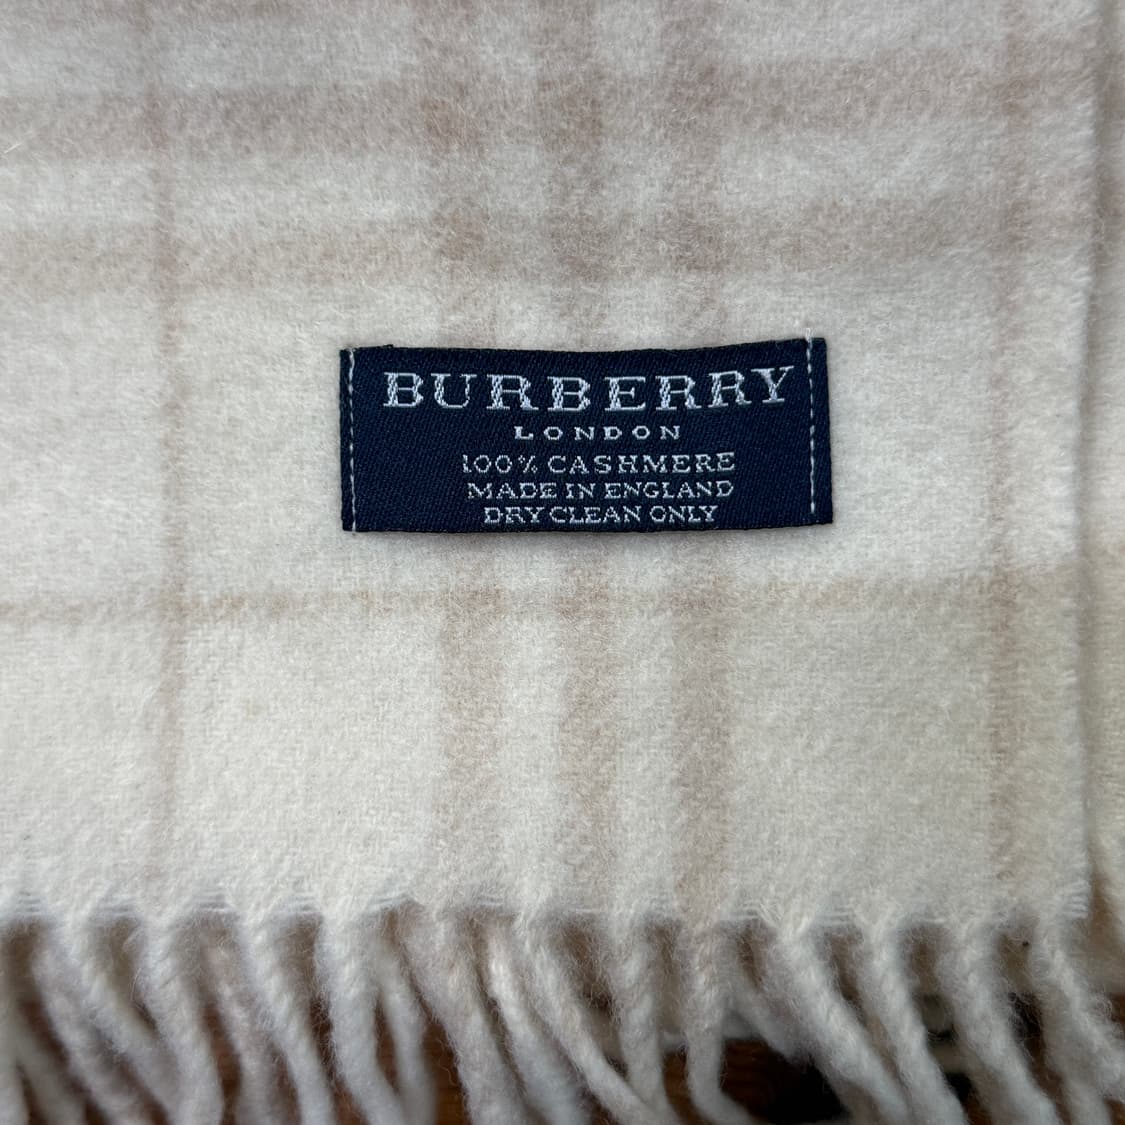 BURBERRY
LONDON
100% CASHMERE
MADE IN ENGLAND
DRY CLEAN ONLY